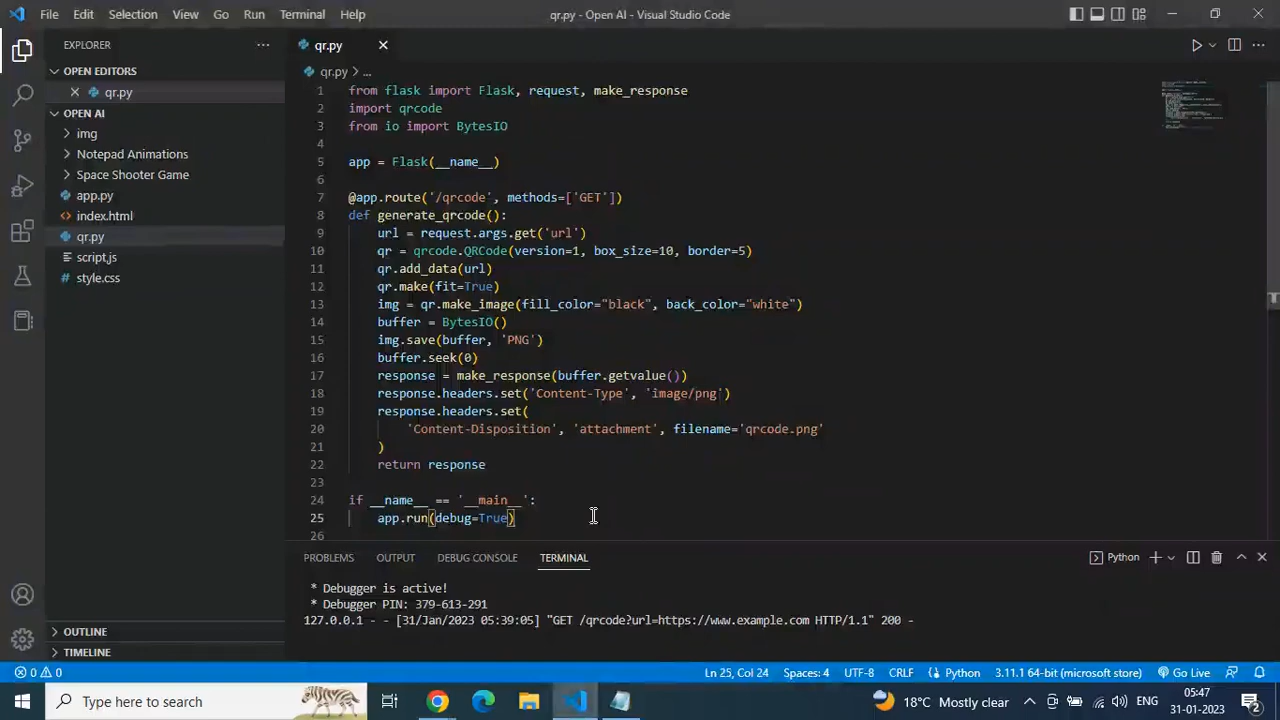 File Edit Selection View Go Run Terminal Help
qr.py - Open AI - Visual Studio Code
EXPLORER
OPEN EDITORS
qr.py
OPEN AI
img
Notepad Animations
Space Shooter Game
app.py
index.html
qr.py
script.js
style.css
OUTLINE
TIMELINE
qr.py
qr.py > ...
1 from flask import Flask, request, make_response
2 import qrcode
3 from io import BytesIO
4
5 app = Flask(__name__)
6
7 @app.route('/qrcode', methods=['GET'])
8 def generate_qrcode():
9 url = request.args.get('url')
10 qr = qrcode.QRCode(version=1, box_size=10, border=5)
11 qr.add_data(url)
12 qr.make(fit=True)
13 img = qr.make_image(fill_color="black", back_color="white")
14 buffer = BytesIO()
15 img.save(buffer, 'PNG')
16 buffer.seek(0)
17 response = make_response(buffer.getvalue())
18 response.headers.set('Content-Type', 'image/png')
19 response.headers.set(
20 'Content-Disposition', 'attachment', filename='qrcode.png'
21 )
22 return response
23
24 if __name__ == '__main__':
25 app.run(debug=True)
26
PROBLEMS OUTPUT DEBUG CONSOLE TERMINAL
Python
* Debugger is active!
* Debugger PIN: 379-613-291
127.0.0.1 - - [31/Jan/2023 05:39:05] "GET /qrcode?url=https://www.example.com HTTP/1.1" 200 -
0 0
Ln 25, Col 24 Spaces: 4 UTF-8 CRLF Python 3.11.1 64-bit (microsoft store) Go Live
Type here to search
18°C Mostly clear
ENG
05:47
31-01-2023
2